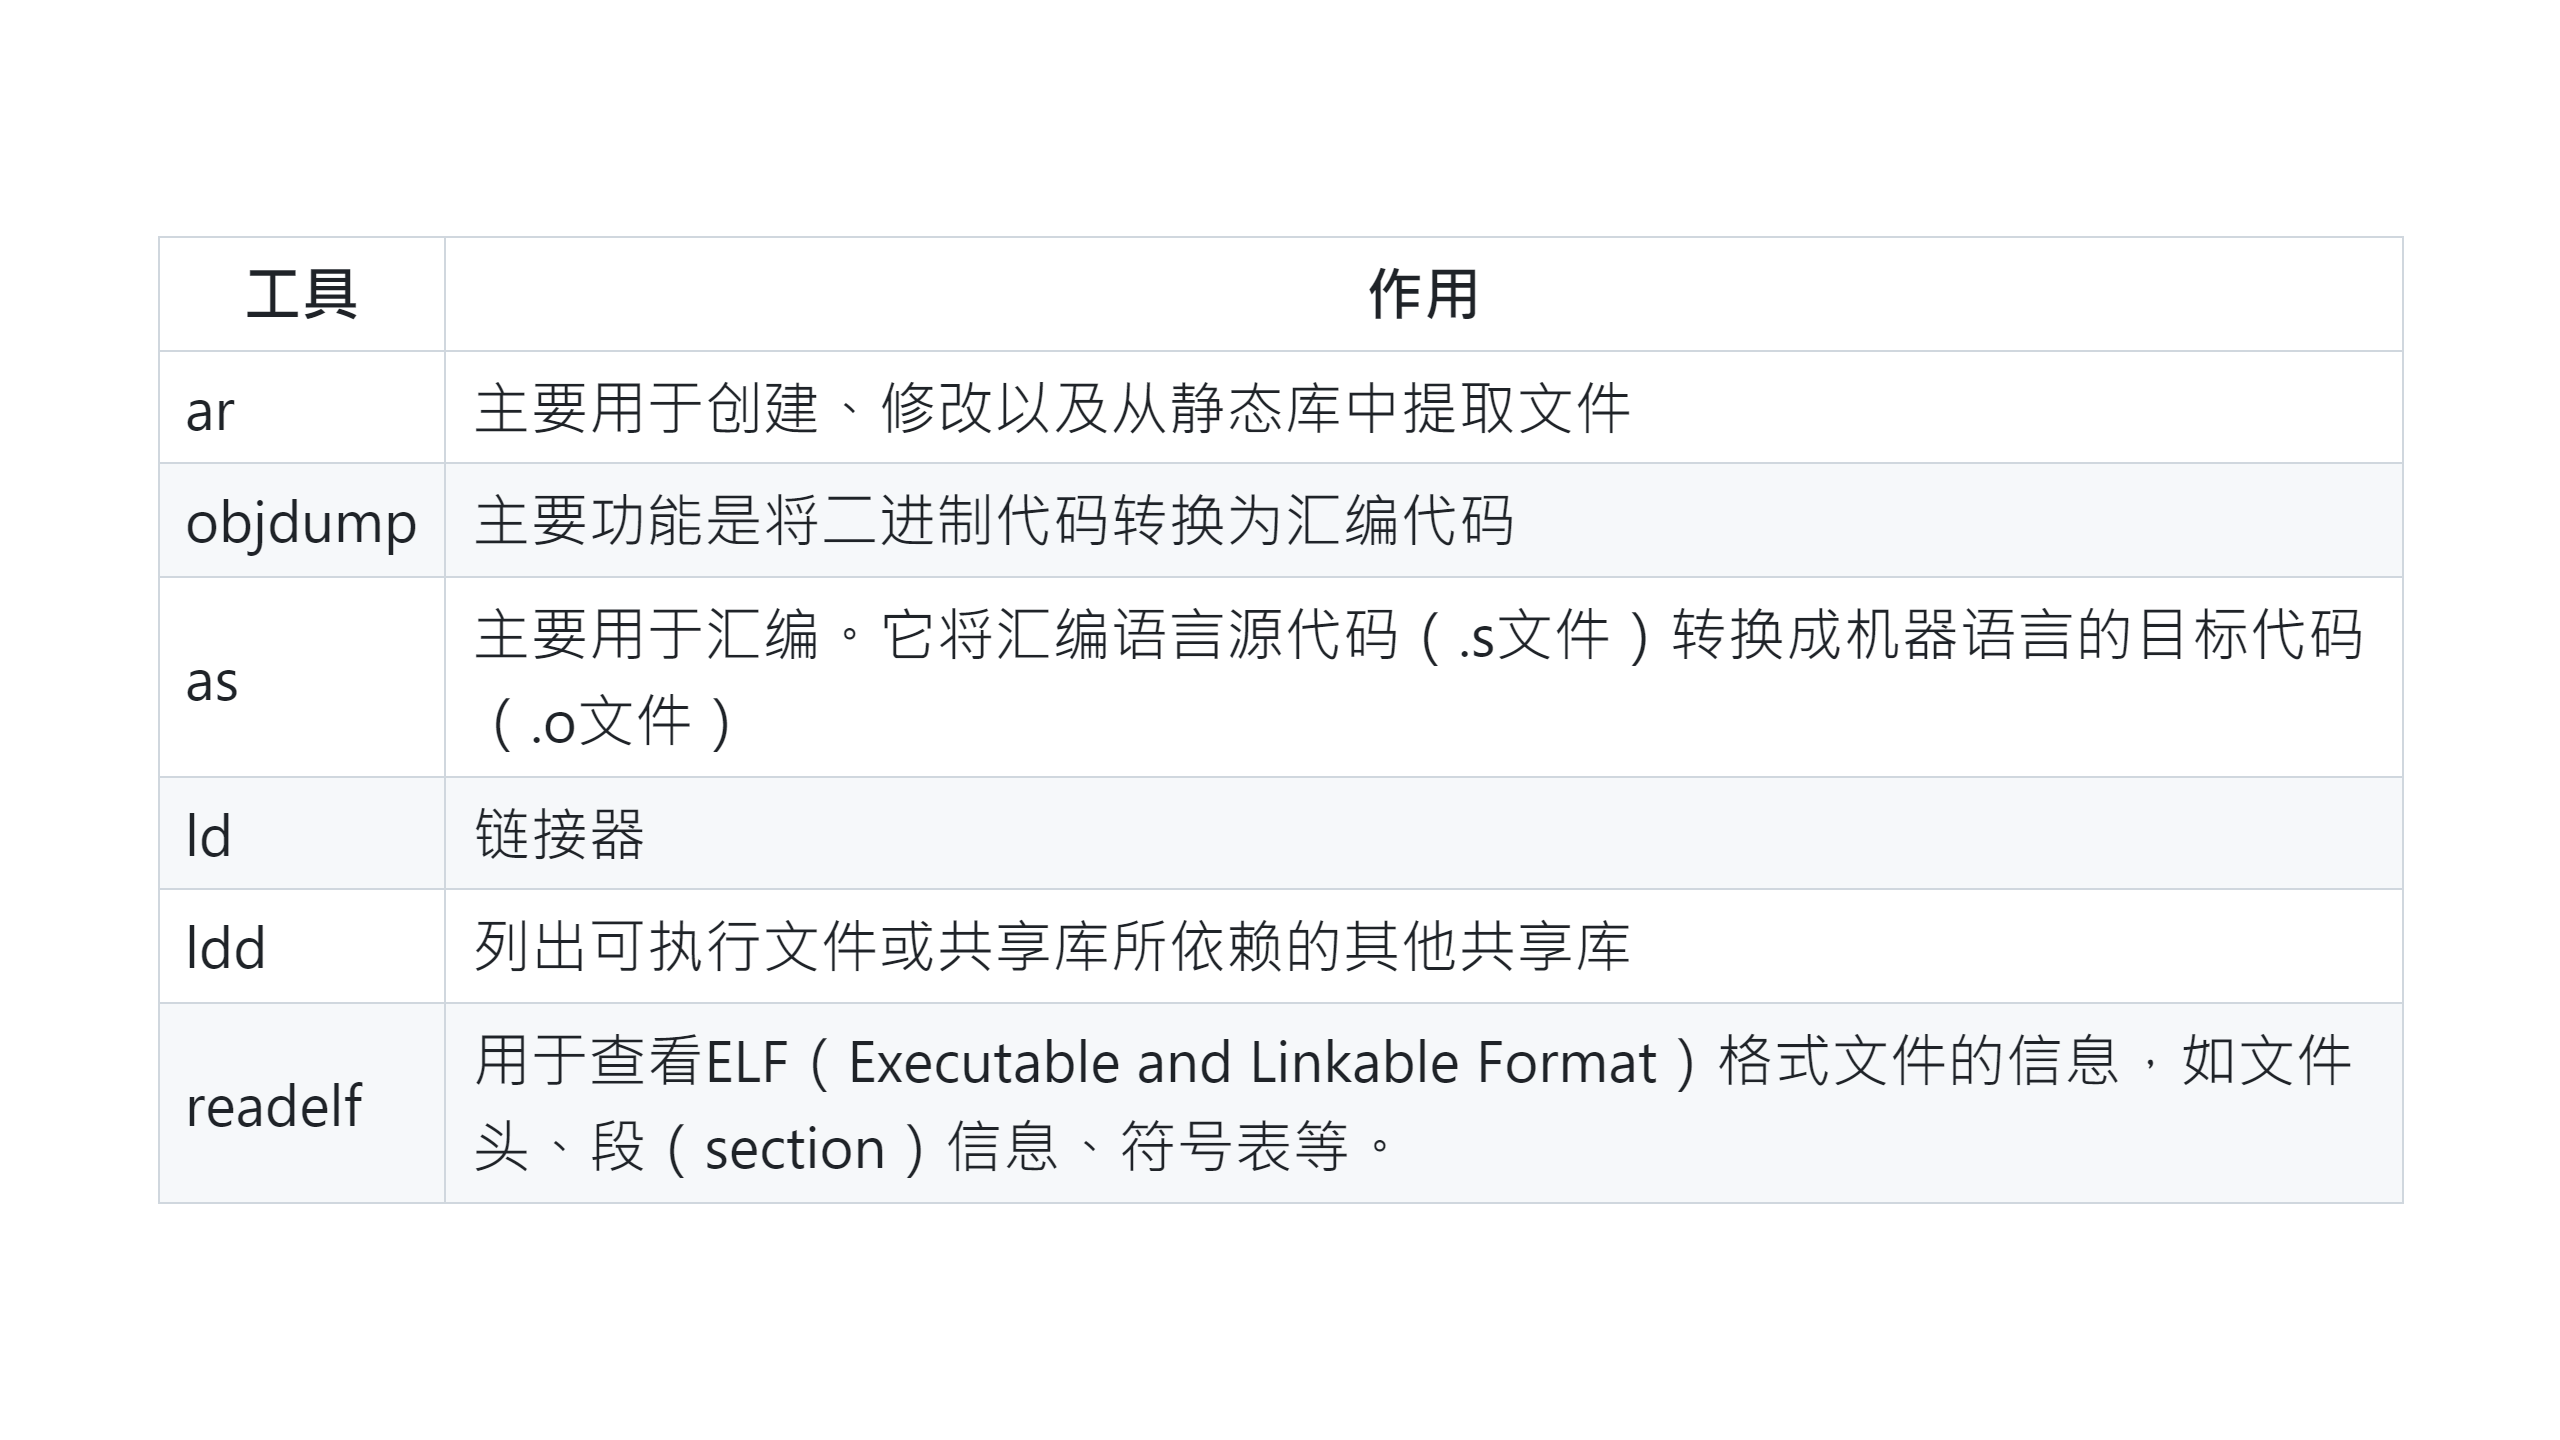 工具 作用
ar 主要用于创建、修改以及从静态库中提取文件
objdump 主要功能是将二进制代码转换为汇编代码
as 主要用于汇编。它将汇编语言源代码（.s文件）转换成机器语言的目标代码
（.o文件）
ld 链接器
ldd 列出可执行文件或共享库所依赖的其他共享库
readelf 用于查看ELF（Executable and Linkable Format）格式文件的信息，如文件
头、段（section）信息、符号表等。